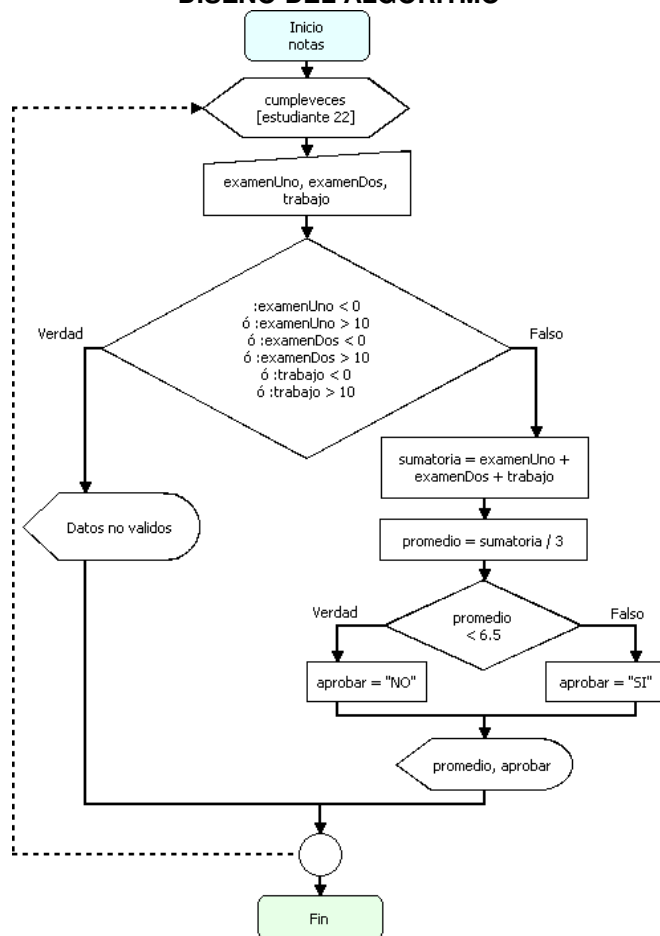 DISEÑO DEL ALGORITMO
Inicio
notas
cumpleveces
[estudiante 22]
examenUno, examenDos,
trabajo
:examenUno < 0
ó :examenUno > 10
ó :examenDos < 0
ó :examenDos > 10
ó :trabajo < 0
ó :trabajo > 10
Verdad
Falso
sumatoria = examenUno +
examenDos + trabajo
Datos no validos
promedio = sumatoria / 3
Verdad
promedio
< 6.5
Falso
aprobar = "NO"
aprobar = "SI"
promedio, aprobar
Fin